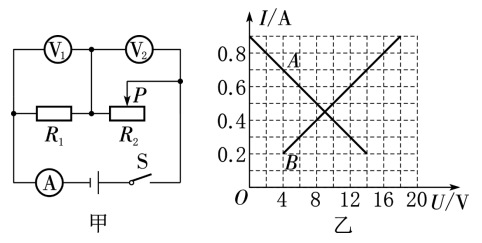 V₁ V₂
P
R₁ R₂
S
A
甲
I/A
0.8
0.6
0.4
0.2
A
B
O 4 8 12 16 20 U/V
乙